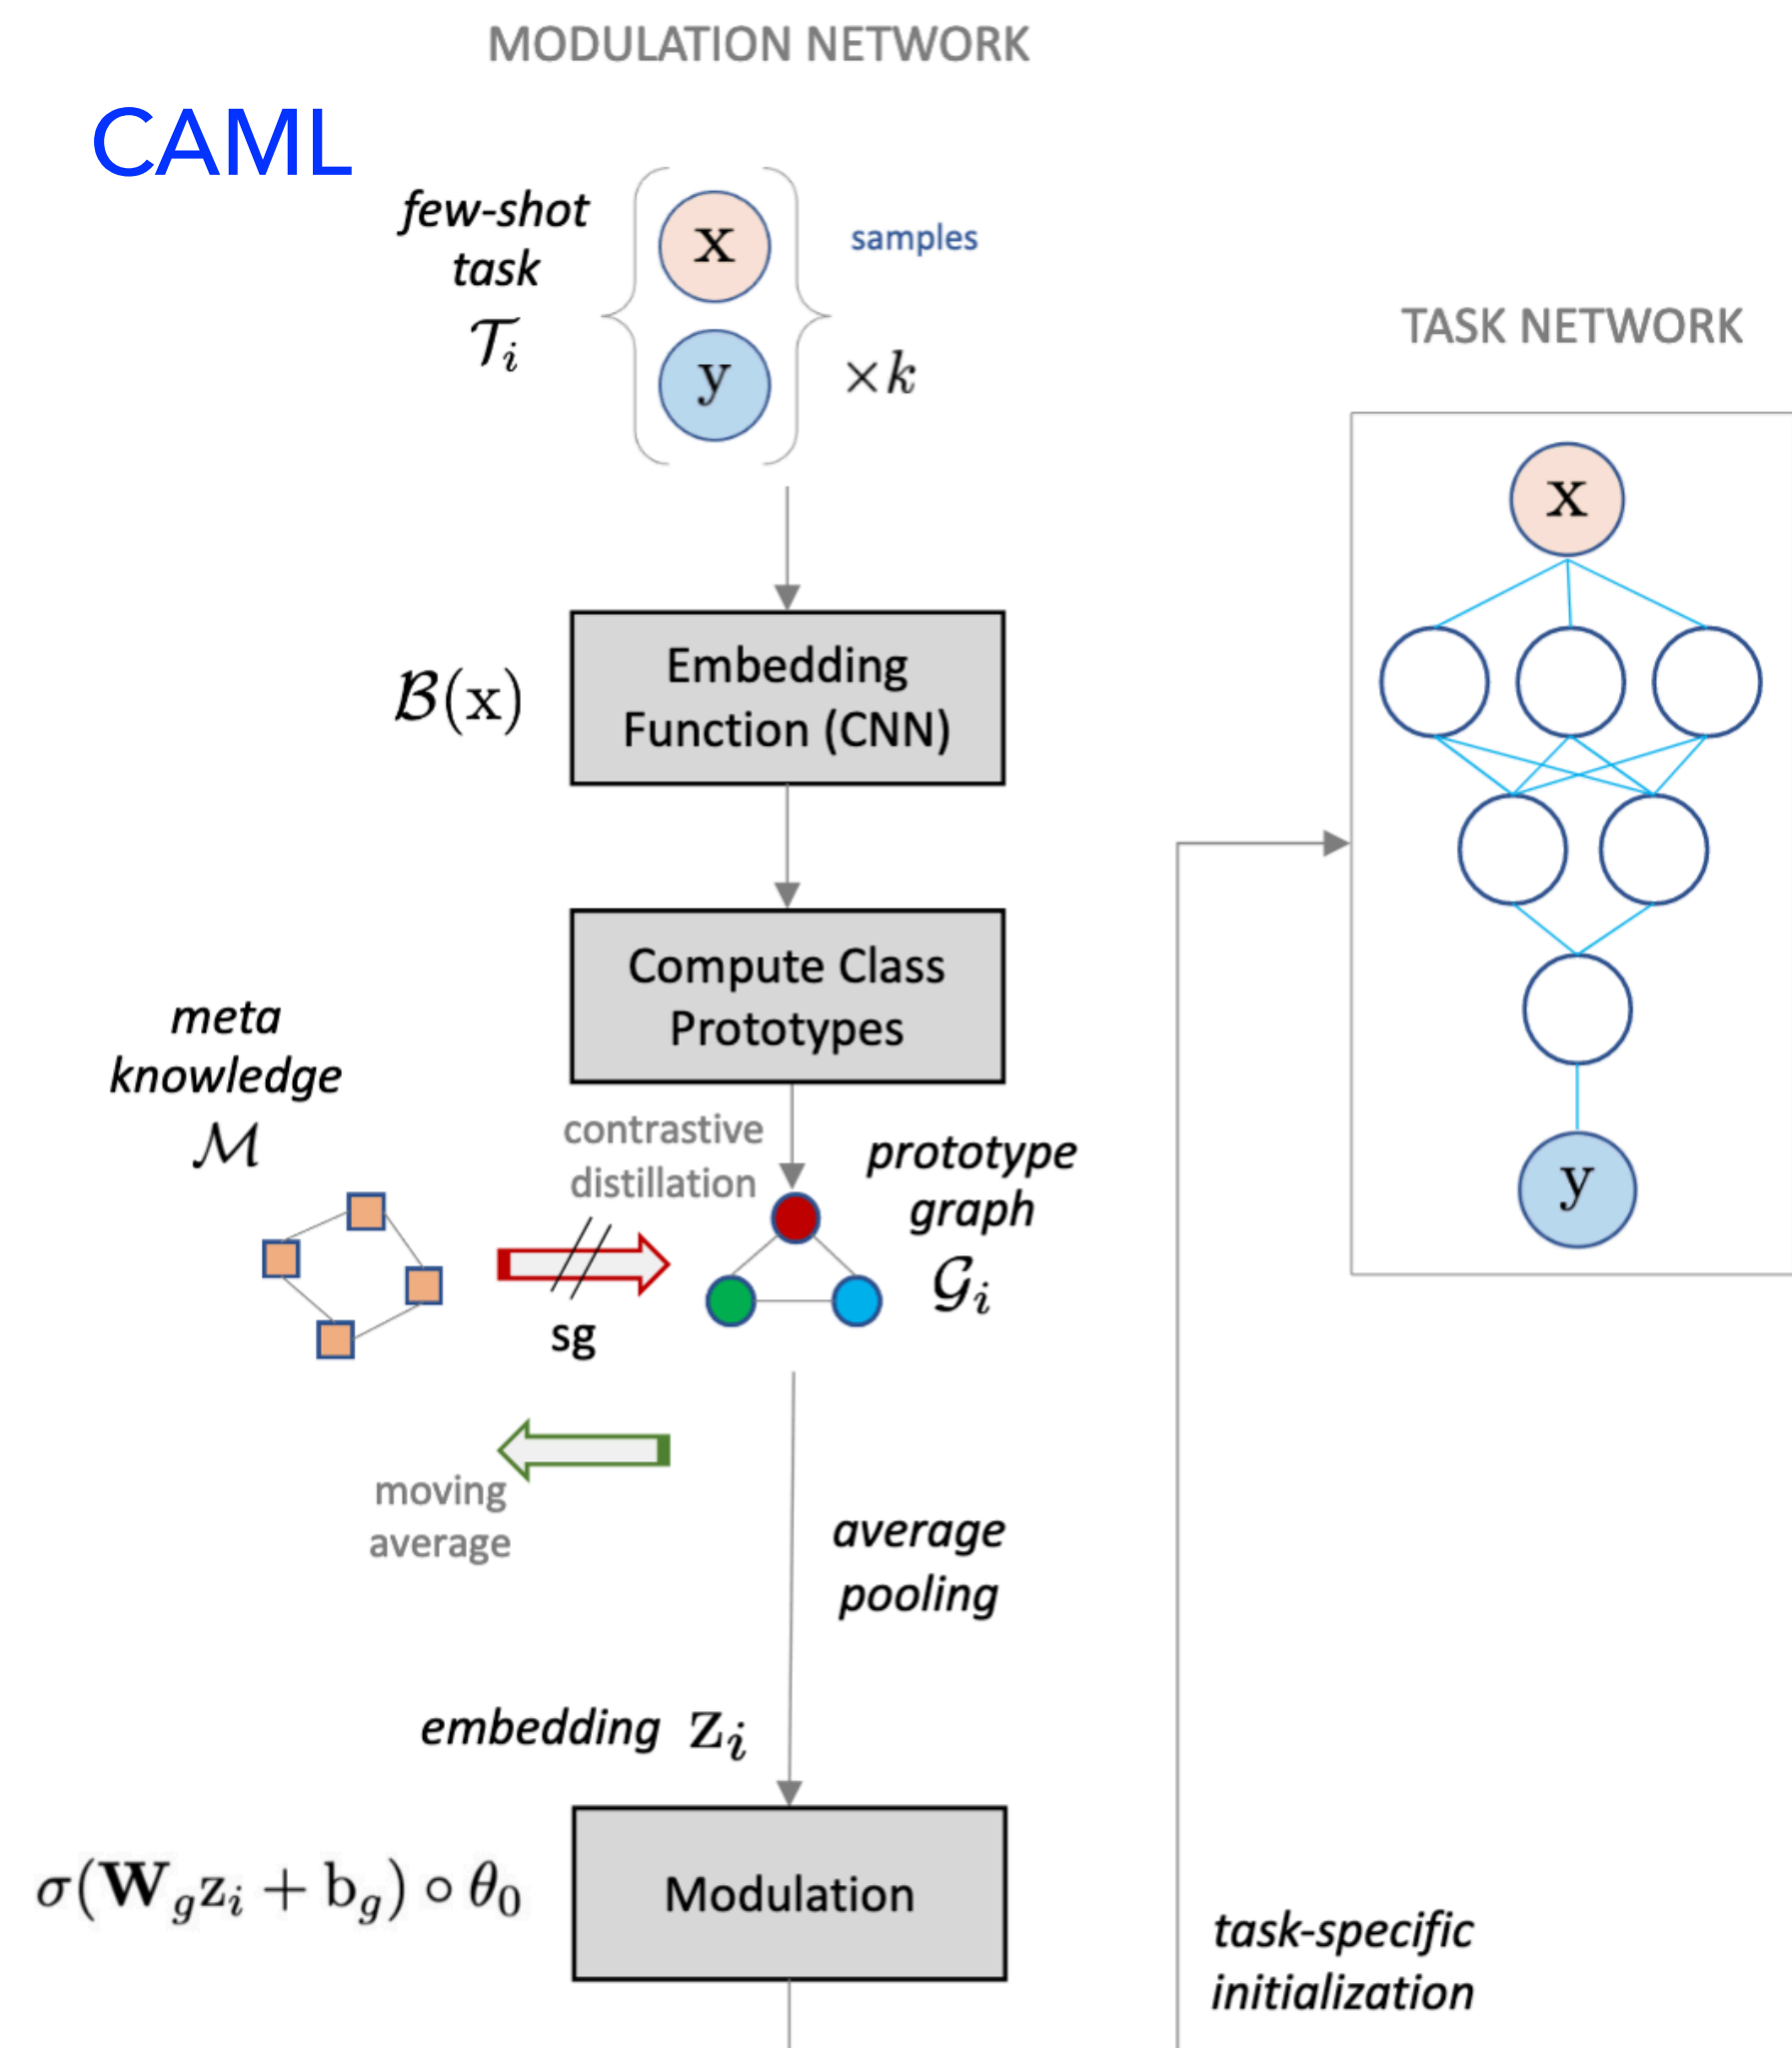 MODULATION NETWORK
CAML
few-shot
task
𝒯ᵢ
x
samples
y
×k
TASK NETWORK
x
ℬ(x)
Embedding
Function (CNN)
Compute Class
Prototypes
meta
knowledge
ℳ
contrastive
distillation
prototype
graph
𝒢ᵢ
sg
y
moving
average
average
pooling
embedding zᵢ
σ(W_g zᵢ + b_g) ∘ θ₀
Modulation
task-specific
initialization